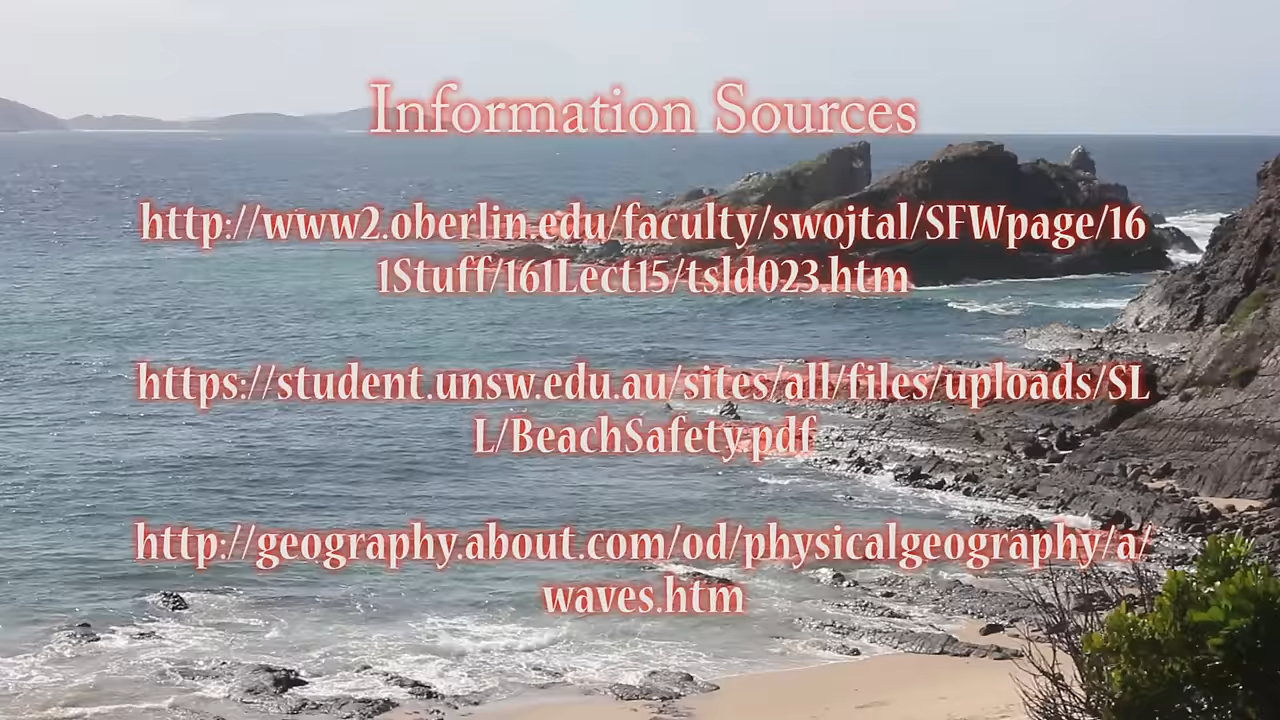 Information Sources
http://www2.oberlin.edu/faculty/swojtal/SFWpage/16
1Stuff/161Lect15/tsld023.htm
https://student.unsw.edu.au/sites/all/files/uploads/SL
L/BeachSafety.pdf
http://geography.about.com/od/physicalgeography/a/
waves.htm